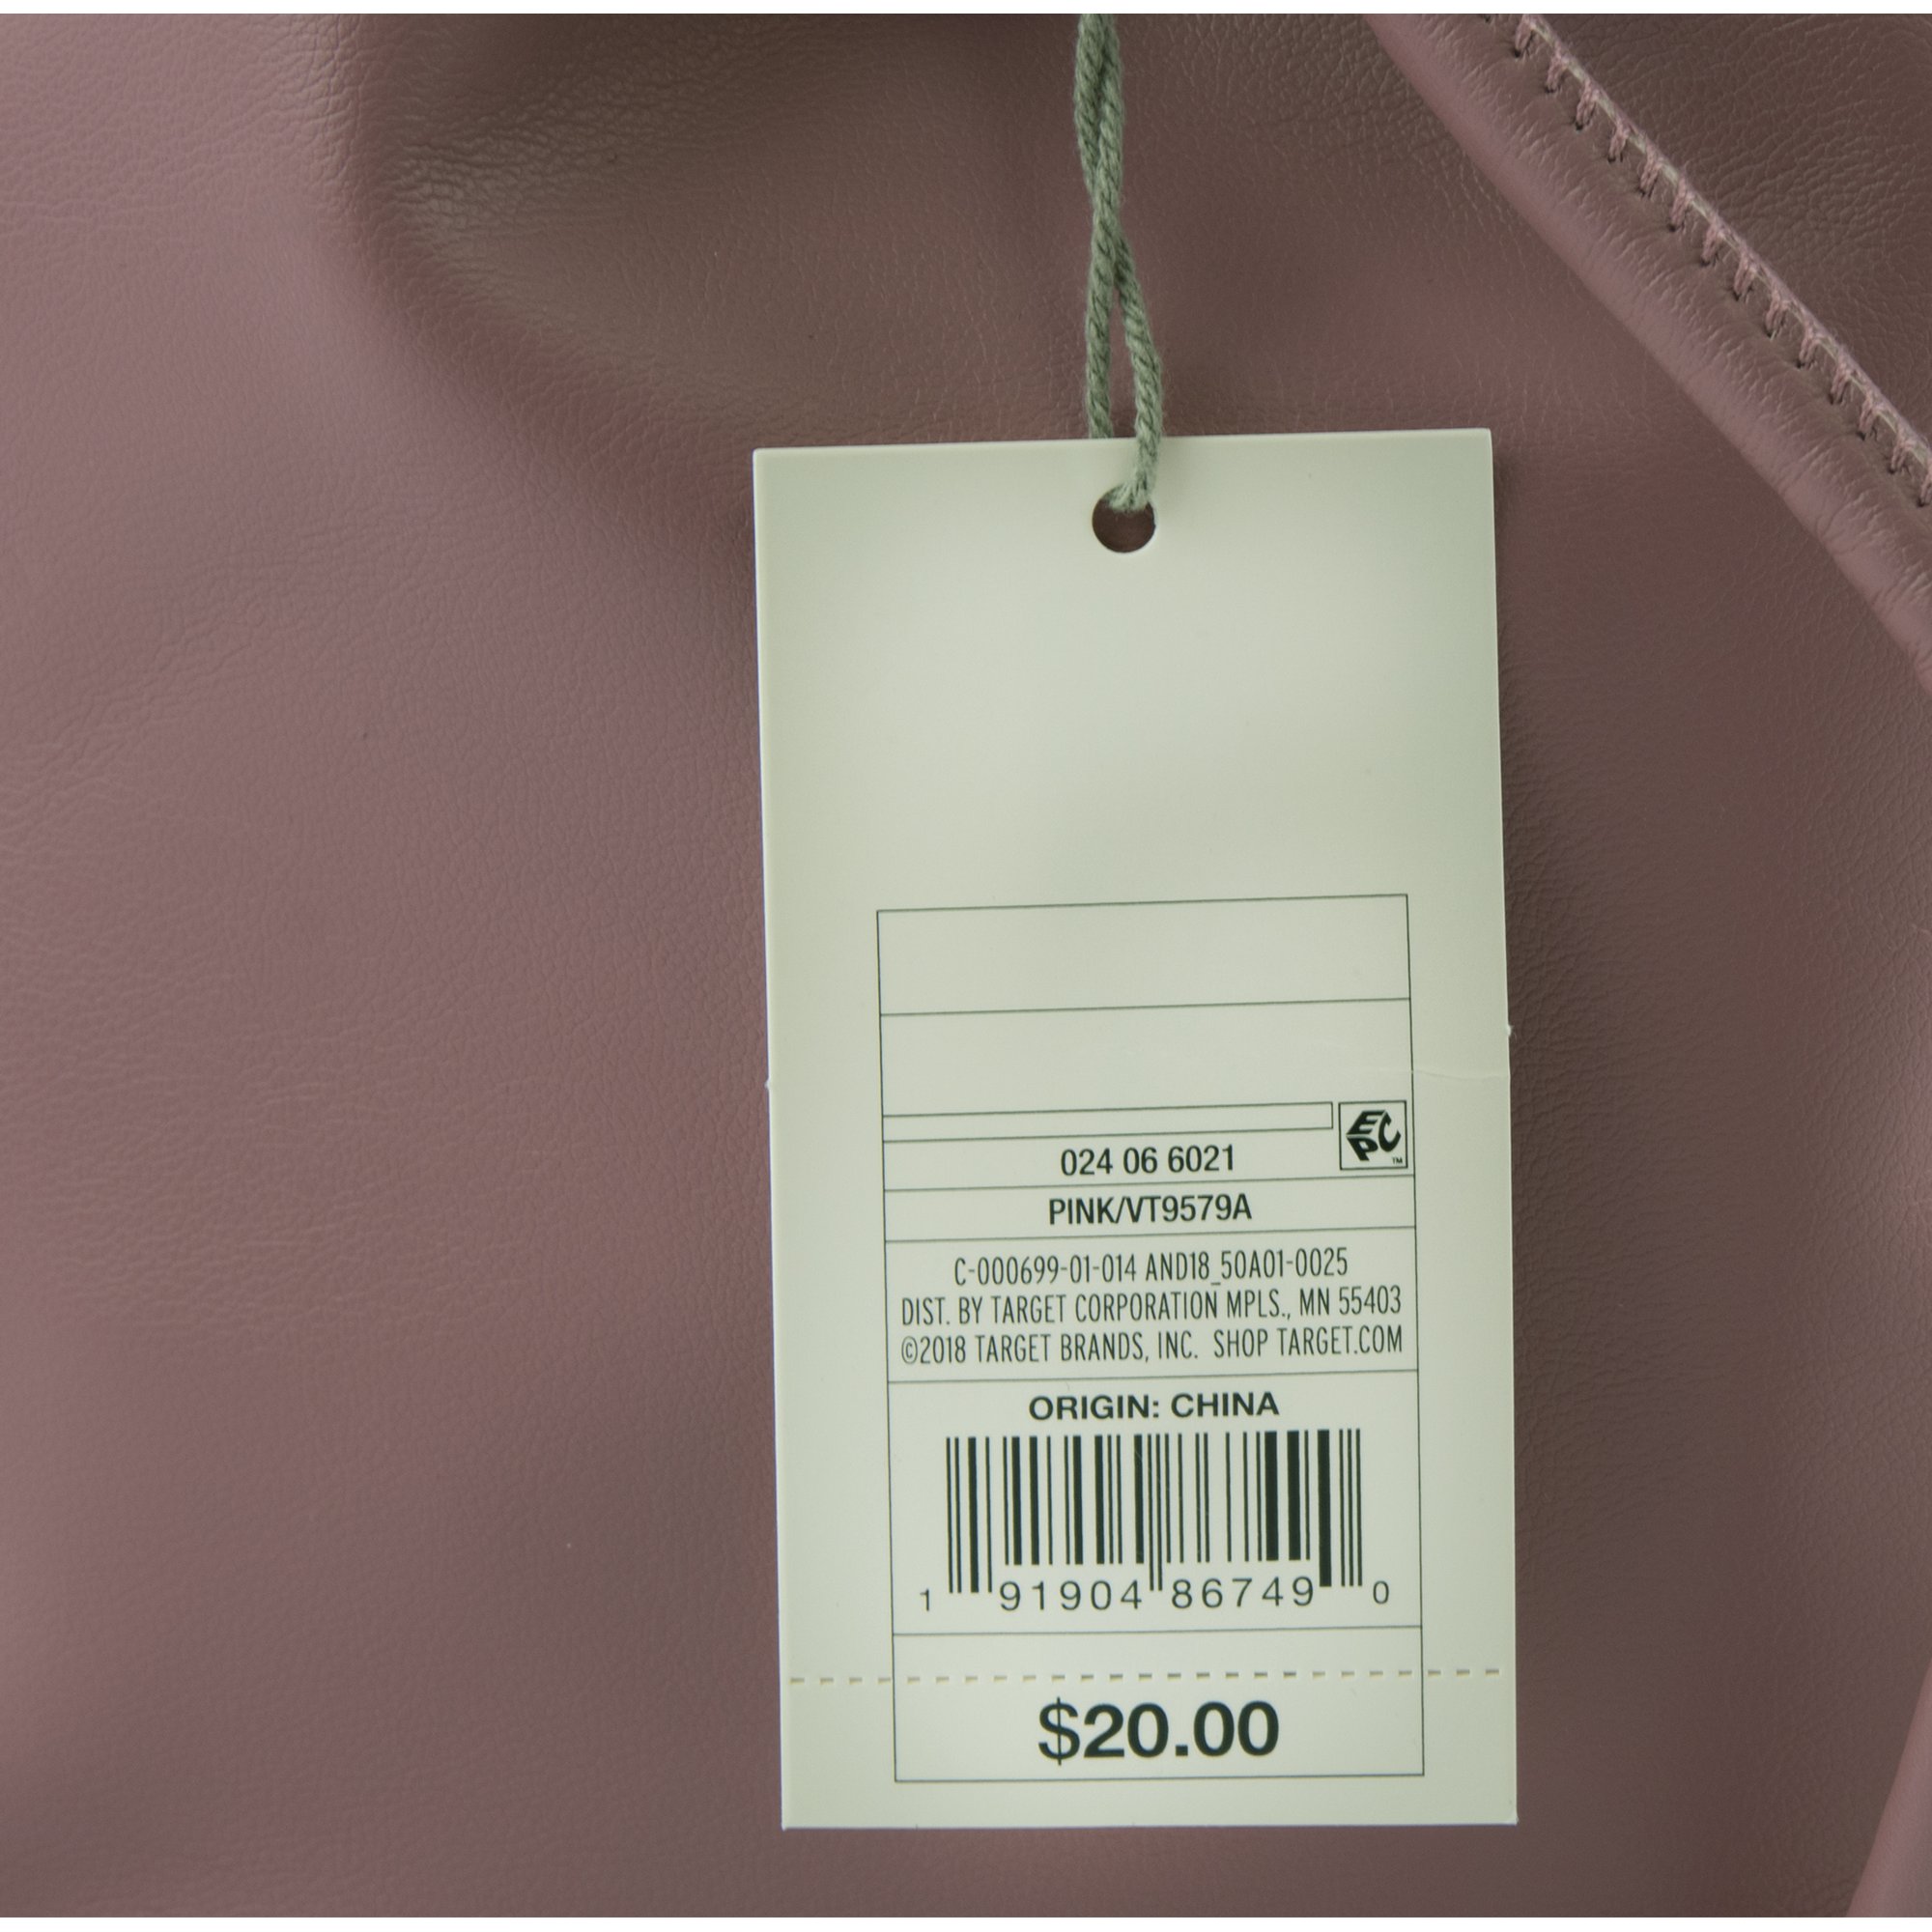 EPC™
024 06 6021
PINK/VT9579A
C-000699-01-014 AND18_50A01-0025
DIST. BY TARGET CORPORATION MPLS., MN 55403
©2018 TARGET BRANDS, INC. SHOP TARGET.COM
ORIGIN: CHINA
1 91904 86749 0
$20.00